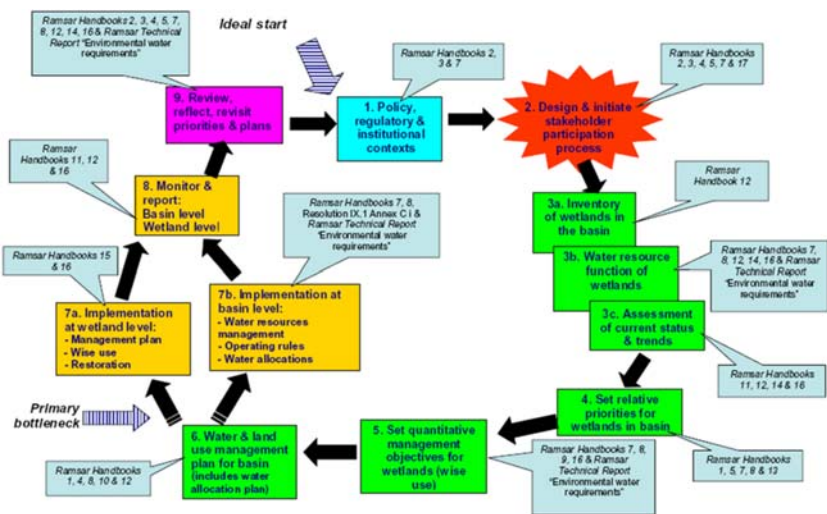 Ramsar Handbooks 2, 3, 4, 5, 7,
8, 12, 14, 16 & Ramsar Technical
Report "Environmental water
requirements"
Ideal start
Ramsar Handbooks 2,
3 & 7
Ramsar Handbooks
2, 3, 4, 5, 7 & 17
9. Review,
reflect, revisit
priorities & plans
1. Policy,
regulatory &
institutional
contexts
2. Design & initiate
stakeholder
participation
process
Ramsar Handbooks 11, 12
& 16
8. Monitor &
report:
Basin level
Wetland level
Ramsar Handbooks 7, 8,
Resolution IX.1 Annex C i &
Ramsar Technical Report
"Environmental water
requirements"
Ramsar
Handbook 12
3a. Inventory
of wetlands in
the basin
3b. Water resource
function of
wetlands
Ramsar Handbooks 7,
8, 12, 14, 16 & Ramsar
Technical Report
"Environmental water
requirements"
3c. Assessment
of current status
& trends
Ramsar Handbooks 15
& 16
7a. Implementation
at wetland level:
- Management plan
- Wise use
- Restoration
7b. Implementation at
basin level:
- Water resources
management
- Operating rules
- Water allocations
Ramsar Handbooks
11, 12, 14 & 16
Primary
bottleneck
4. Set relative
priorities for
wetlands in basin
6. Water & land
use management
plan for basin
(includes water
allocation plan)
5. Set quantitative
management
objectives for
wetlands (wise
use)
Ramsar Handbooks
1, 4, 8, 10 & 12
Ramsar Handbooks 7, 8,
9, 16 & Ramsar
Technical Report
"Environmental water
requirements"
Ramsar Handbooks
1, 5, 7, 8 & 13